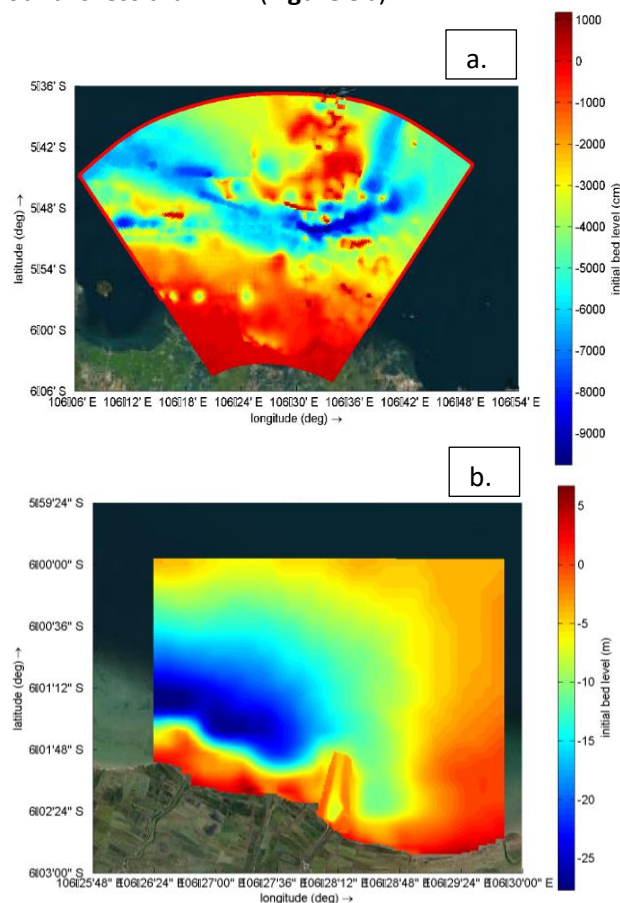 a.
5▯36' S
5▯42' S
5▯48' S
5▯54' S
6▯00' S
6▯06' S
latitude (deg) →
106▯06' E 106▯12' E 106▯18' E 106▯24' E 106▯30' E 106▯36' E 106▯42' E 106▯48' E 106▯54' E
longitude (deg) →
1000
0
-1000
-2000
-3000
-4000
-5000
-6000
-7000
-8000
-9000
initial bed level (cm)
b.
5▯59'24" S
6▯00'00" S
6▯00'36" S
6▯01'12" S
6▯01'48" S
6▯02'24" S
6▯03'00" S
latitude (deg) →
106▯25'48" E 106▯26'24" E 106▯27'00" E 106▯27'36" E 106▯28'12" E 106▯28'48" E 106▯29'24" E 106▯30'00" E
longitude (deg) →
5
0
-5
-10
-15
-20
-25
initial bed level (m)